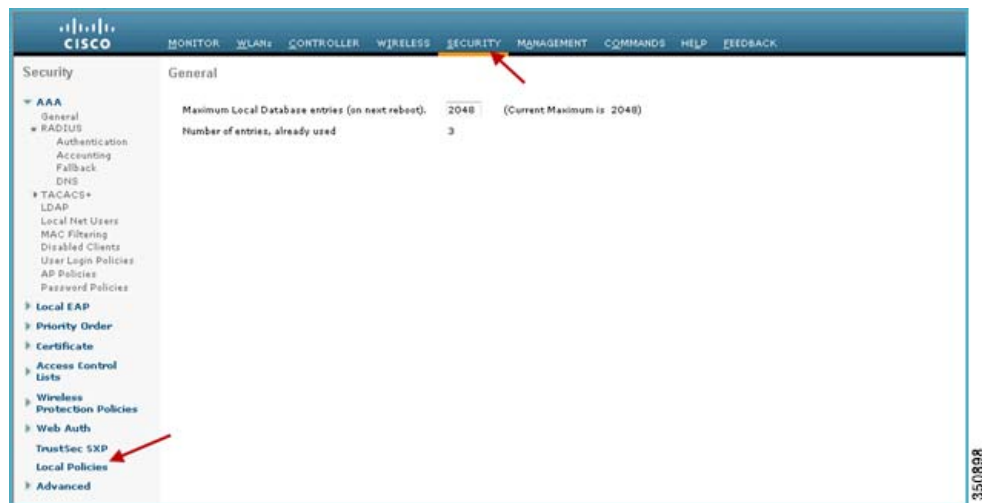 CISCO
MONITOR WLANs CONTROLLER WIRELESS SECURITY MANAGEMENT COMMANDS HELP FEEDBACK
Security
AAA
General
RADIUS
Authentication
Accounting
Fallback
DNS
TACACS+
LDAP
Local Net Users
MAC Filtering
Disabled Clients
User Login Policies
AP Policies
Password Policies
Local EAP
Priority Order
Certificate
Access Control
Lists
Wireless
Protection Policies
Web Auth
TrustSec SXP
Local Policies
Advanced
General
Maximum Local Database entries (on next reboot). 2048 (Current Maximum is 2048)
Number of entries, already used 3
350898